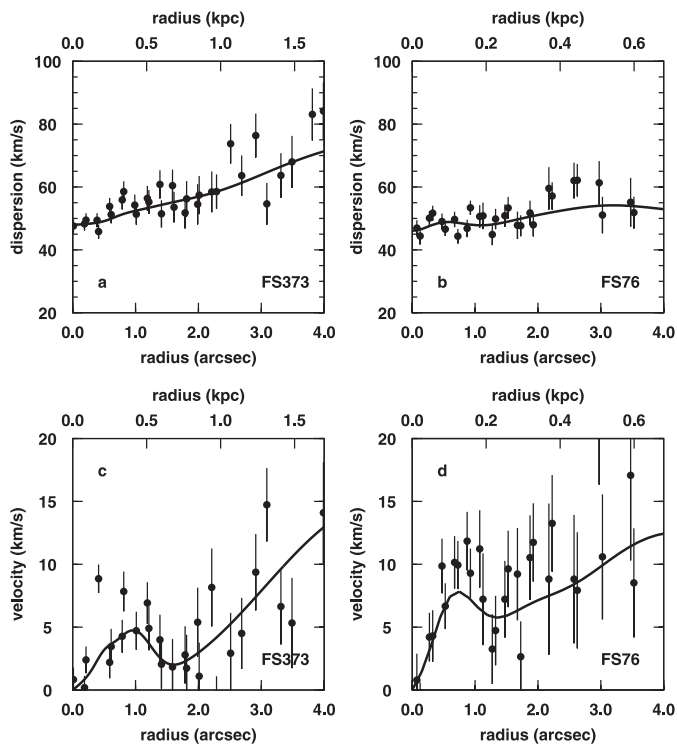 radius (kpc)
radius (kpc)
0.0 0.5 1.0 1.5
0.0 0.2 0.4 0.6
100
80
60
40
20
dispersion (km/s)
a
FS373
0.0 1.0 2.0 3.0 4.0
radius (arcsec)
100
80
60
40
20
dispersion (km/s)
b
FS76
0.0 1.0 2.0 3.0 4.0
radius (arcsec)
radius (kpc)
radius (kpc)
0.0 0.5 1.0 1.5
0.0 0.2 0.4 0.6
20
15
10
5
0
velocity (km/s)
c
FS373
0.0 1.0 2.0 3.0 4.0
radius (arcsec)
20
15
10
5
0
velocity (km/s)
d
FS76
0.0 1.0 2.0 3.0 4.0
radius (arcsec)